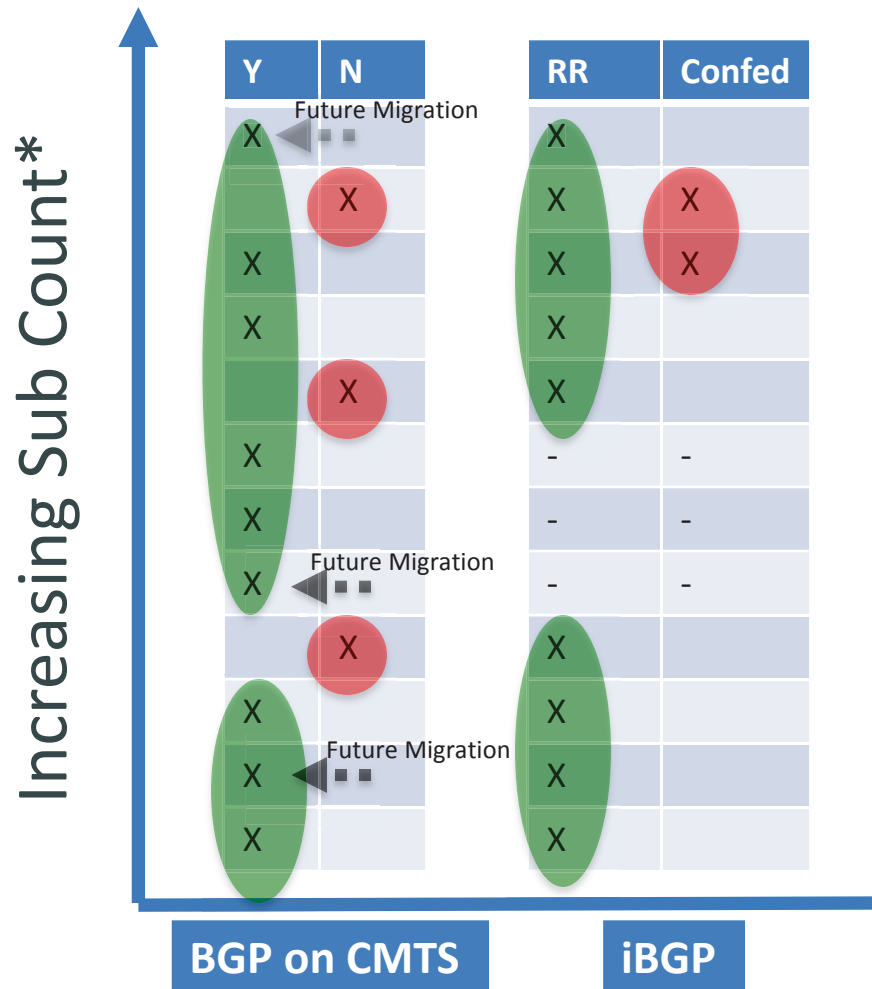 Increasing Sub Count*
Y N RR Confed
Future Migration
X X
X X X
X X X
X X
X X
X - -
X - -
Future Migration
X - -
X X
X X
Future Migration
X X
X X
BGP on CMTS iBGP